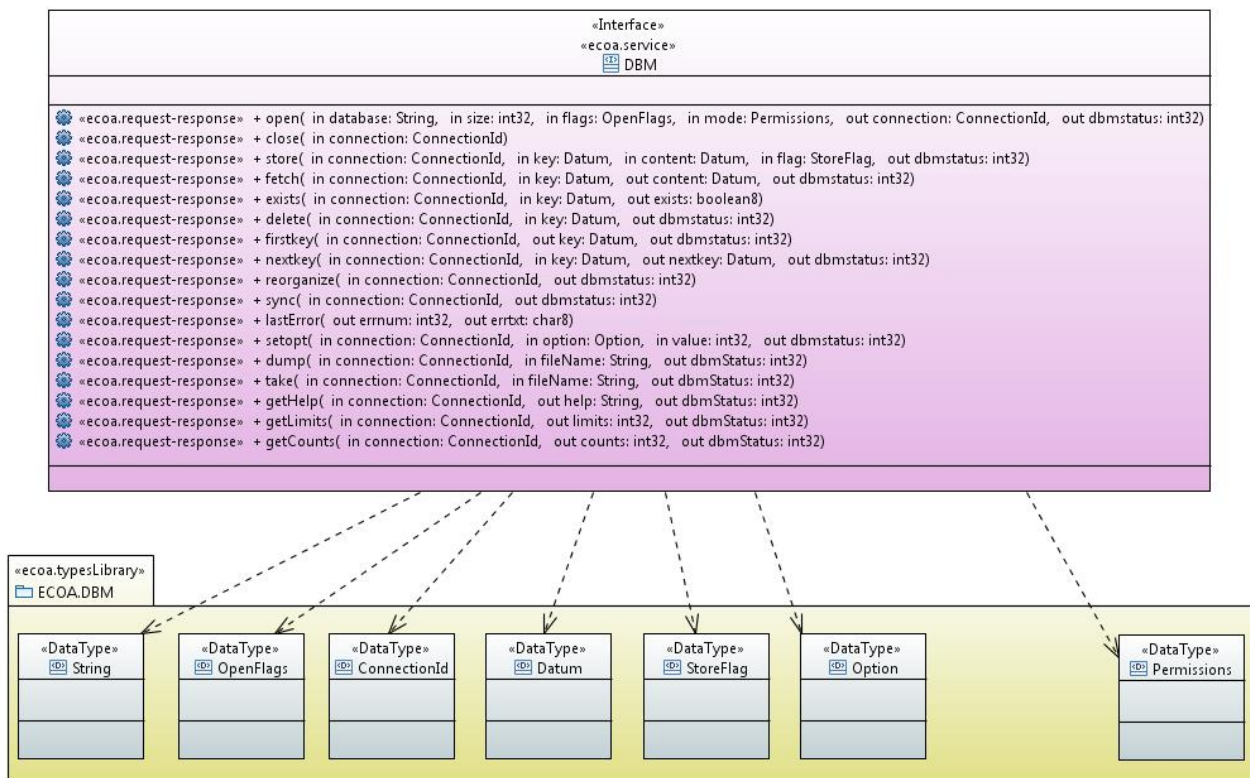 «Interface»
«ecoa.service»
DBM
«ecoa.request-response» + open( in database: String, in size: int32, in flags: OpenFlags, in mode: Permissions, out connection: ConnectionId, out dbmstatus: int32)
«ecoa.request-response» + close( in connection: ConnectionId)
«ecoa.request-response» + store( in connection: ConnectionId, in key: Datum, in content: Datum, in flag: StoreFlag, out dbmstatus: int32)
«ecoa.request-response» + fetch( in connection: ConnectionId, in key: Datum, out content: Datum, out dbmstatus: int32)
«ecoa.request-response» + exists( in connection: ConnectionId, in key: Datum, out exists: boolean8)
«ecoa.request-response» + delete( in connection: ConnectionId, in key: Datum, out dbmstatus: int32)
«ecoa.request-response» + firstkey( in connection: ConnectionId, out key: Datum, out dbmstatus: int32)
«ecoa.request-response» + nextkey( in connection: ConnectionId, in key: Datum, out nextkey: Datum, out dbmstatus: int32)
«ecoa.request-response» + reorganize( in connection: ConnectionId, out dbmstatus: int32)
«ecoa.request-response» + sync( in connection: ConnectionId, out dbmstatus: int32)
«ecoa.request-response» + lastError( out errnum: int32, out errtxt: char8)
«ecoa.request-response» + setopt( in connection: ConnectionId, in option: Option, in value: int32, out dbmstatus: int32)
«ecoa.request-response» + dump( in connection: ConnectionId, in fileName: String, out dbmStatus: int32)
«ecoa.request-response» + take( in connection: ConnectionId, in fileName: String, out dbmStatus: int32)
«ecoa.request-response» + getHelp( in connection: ConnectionId, out help: String, out dbmStatus: int32)
«ecoa.request-response» + getLimits( in connection: ConnectionId, out limits: int32, out dbmStatus: int32)
«ecoa.request-response» + getCounts( in connection: ConnectionId, out counts: int32, out dbmStatus: int32)
«ecoa.typesLibrary»
ECOA.DBM
«DataType»
String
«DataType»
OpenFlags
«DataType»
ConnectionId
«DataType»
Datum
«DataType»
StoreFlag
«DataType»
Option
«DataType»
Permissions